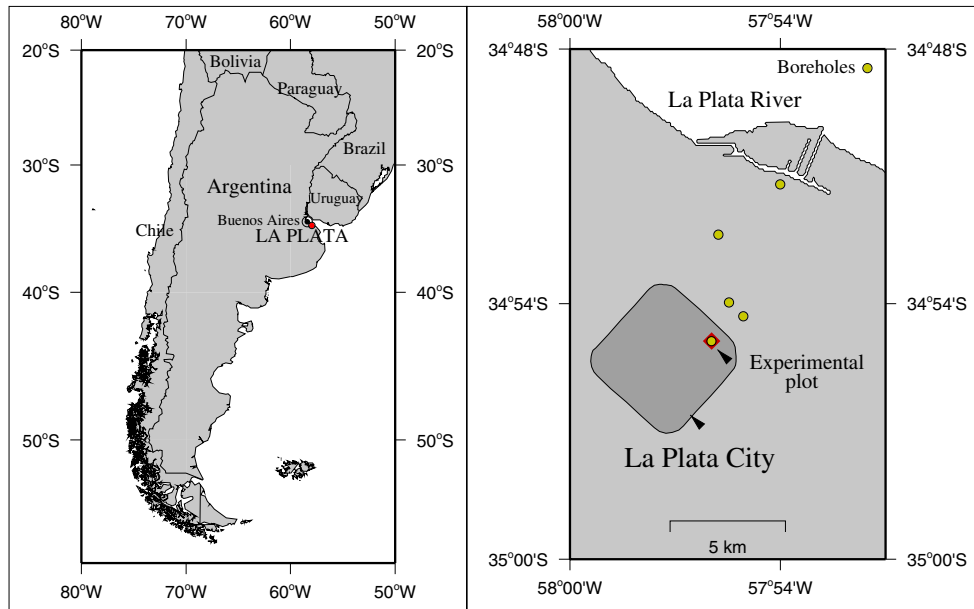 80°W 70°W 60°W 50°W
20°S 20°S
Bolivia
Paraguay
Brazil
30°S 30°S
Argentina
Uruguay
Buenos Aires
Chile
LA PLATA
40°S 40°S
50°S 50°S
80°W 70°W 60°W 50°W
58°00'W 57°54'W
34°48'S 34°48'S
Boreholes
La Plata River
34°54'S 34°54'S
Experimental
plot
La Plata City
5 km
35°00'S 35°00'S
58°00'W 57°54'W